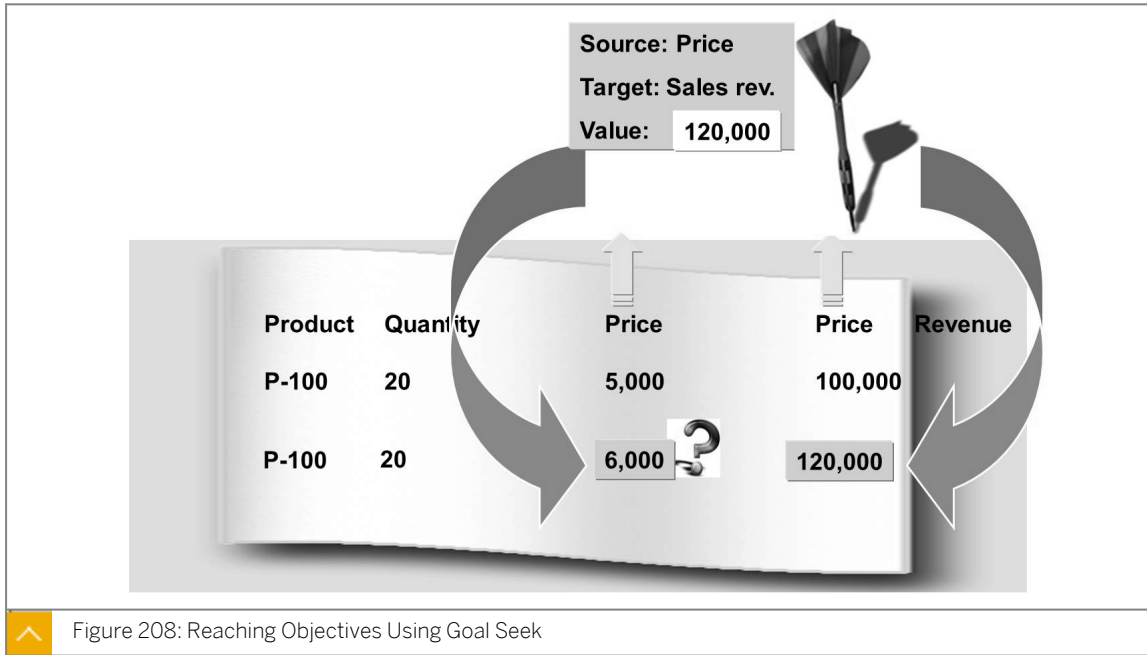 Source: Price
Target: Sales rev.
Value: 120,000
Product Quantity Price Price Revenue
P-100 20 5,000 100,000
P-100 20 6,000 ? 120,000
Figure 208: Reaching Objectives Using Goal Seek